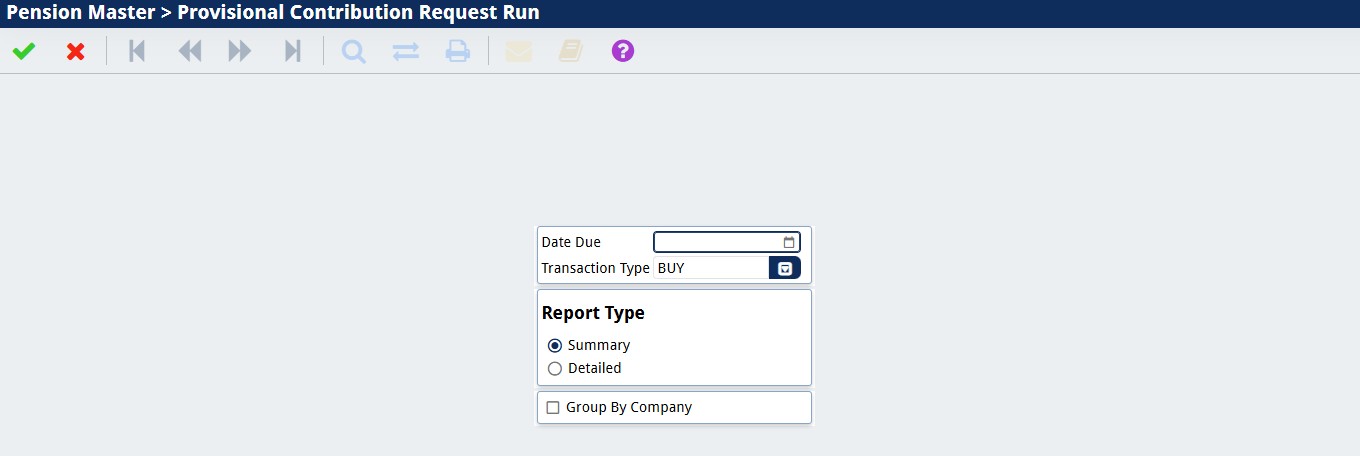 Pension Master > Provisional Contribution Request Run
?
Date Due
Transaction Type BUY
Report Type
Summary
Detailed
Group By Company